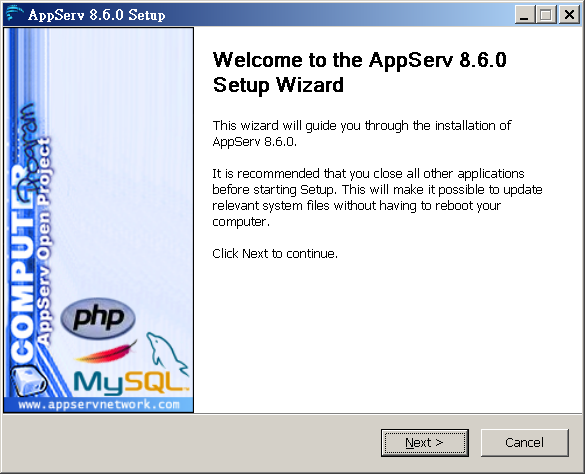 AppServ 8.6.0 Setup
Welcome to the AppServ 8.6.0
Setup Wizard
This wizard will guide you through the installation of
AppServ 8.6.0.
It is recommended that you close all other applications
before starting Setup. This will make it possible to update
relevant system files without having to reboot your
computer.
Click Next to continue.
COMPUTER
Program
AppServ Open Project
php
MySQL
www.appservnetwork.com
Next >
Cancel